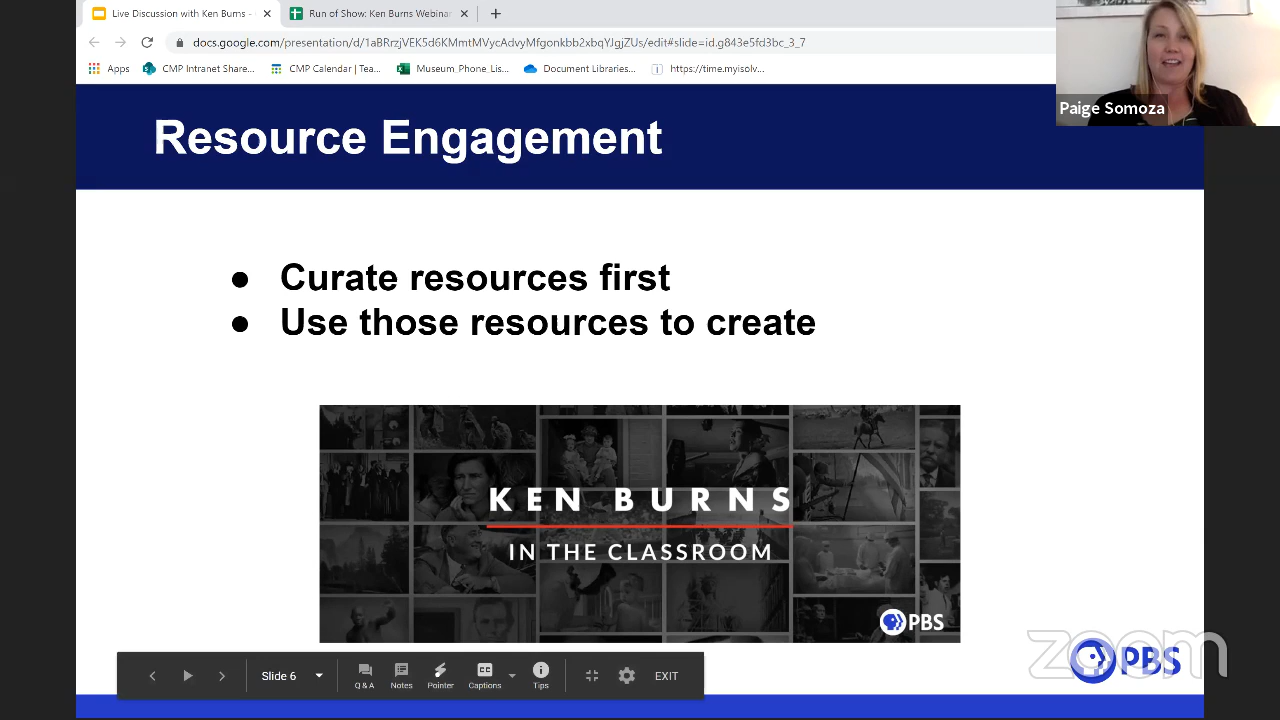 Live Discussion with Ken Burns -
Run of Show: Ken Burns Webinar
docs.google.com/presentation/d/1aBRrzjVEK5d6KMmtMVycAdvyMfgonkbb2xbqYJgjZUs/edit#slide=id.g843e5fd3bc_3_7
Apps CMP Intranet Share... CMP Calendar | Tea... Museum_Phone_Lis... Document Libraries... https://time.myisolv...
Paige Somoza
Resource Engagement
● Curate resources first
● Use those resources to create
KEN BURNS
IN THE CLASSROOM
PBS
zoom
PBS
Slide 6
Q & A Notes Pointer Captions Tips EXIT